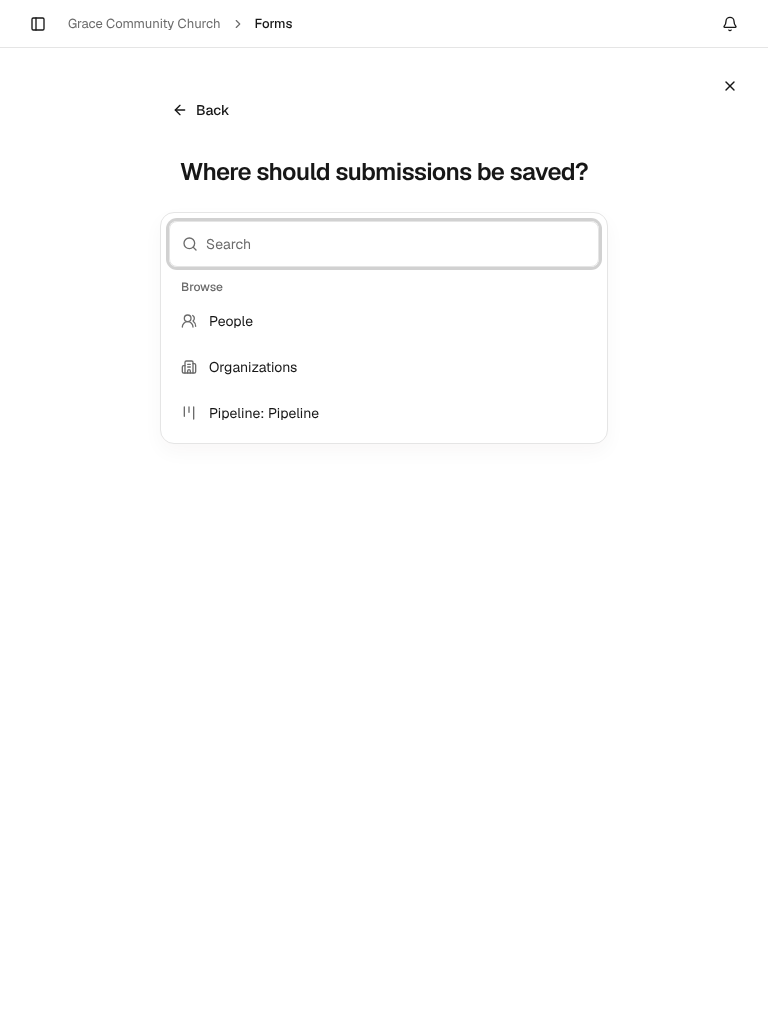 Grace Community Church > Forms
Back
Where should submissions be saved?
Search
Browse
People
Organizations
Pipeline: Pipeline